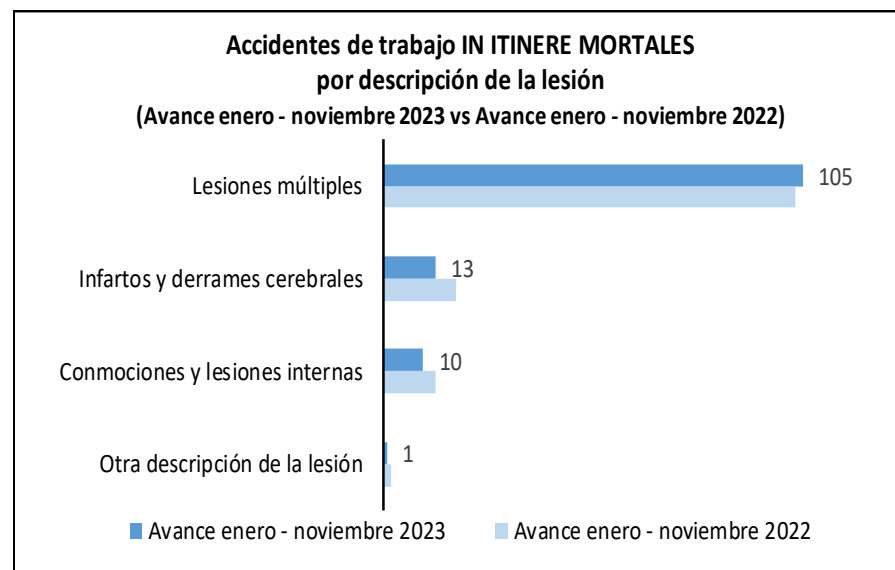 Accidentes de trabajo IN ITINERE MORTALES
por descripción de la lesión
(Avance enero - noviembre 2023 vs Avance enero - noviembre 2022)
Lesiones múltiples
105
Infartos y derrames cerebrales
13
Conmociones y lesiones internas
10
Otra descripción de la lesión
1
Avance enero - noviembre 2023
Avance enero - noviembre 2022